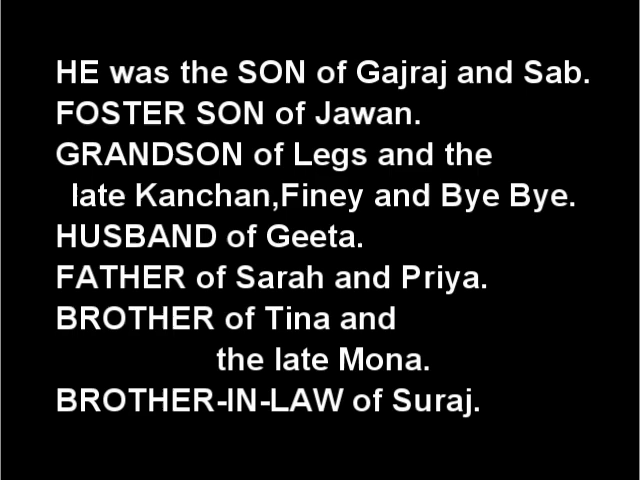 HE was the SON of Gajraj and Sab.
FOSTER SON of Jawan.
GRANDSON of Legs and the
late Kanchan,Finey and Bye Bye.
HUSBAND of Geeta.
FATHER of Sarah and Priya.
BROTHER of Tina and
the late Mona.
BROTHER-IN-LAW of Suraj.